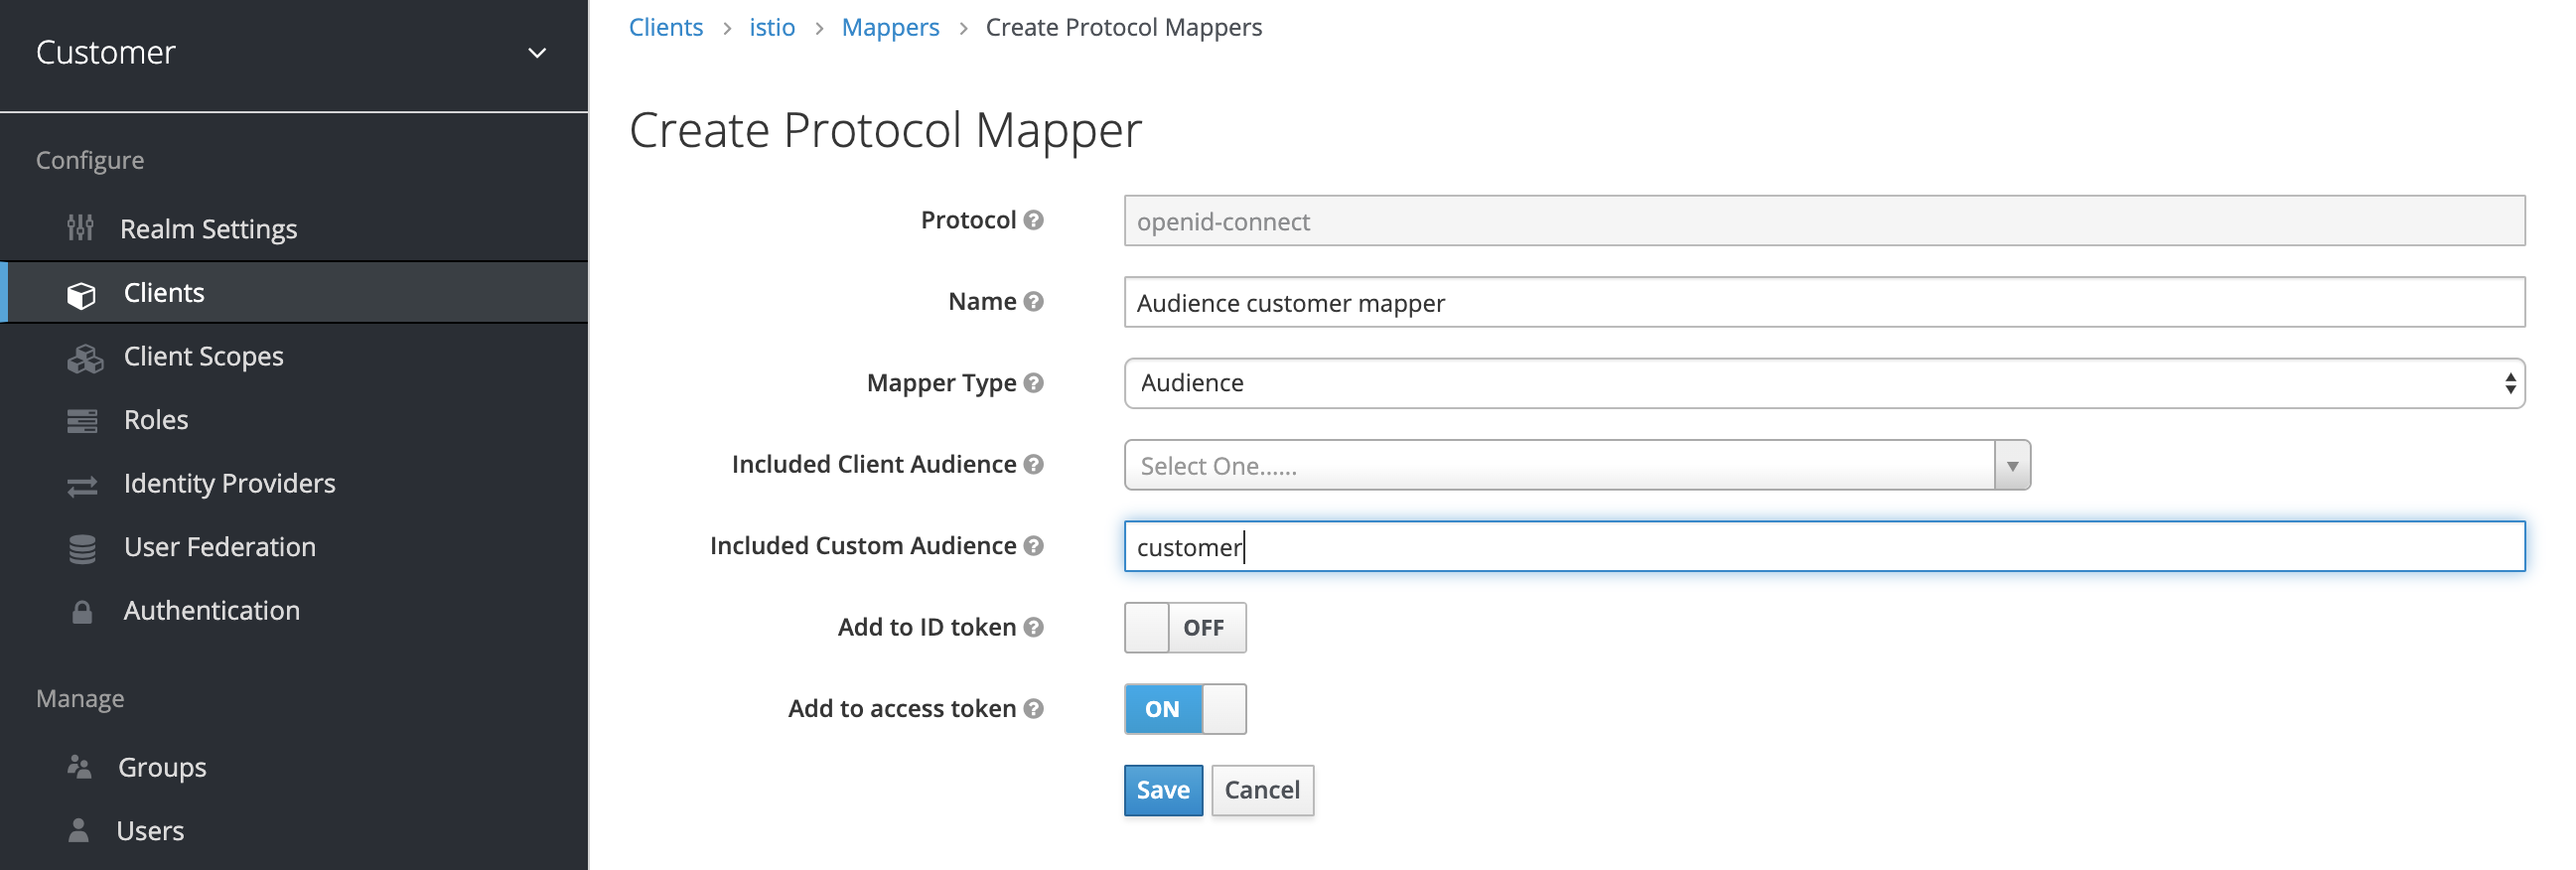 Customer
Configure
Realm Settings
Clients
Client Scopes
Roles
Identity Providers
User Federation
Authentication
Manage
Groups
Users
Clients > istio > Mappers > Create Protocol Mappers
Create Protocol Mapper
Protocol ? openid-connect
Name ? Audience customer mapper
Mapper Type ? Audience
Included Client Audience ? Select One......
Included Custom Audience ? customer
Add to ID token ? OFF
Add to access token ? ON
Save Cancel